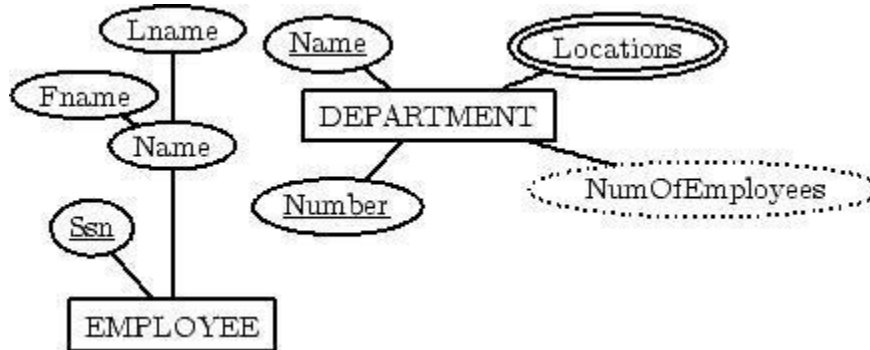 Lname
Name
Locations
Fname
DEPARTMENT
Name
NumOfEmployees
Number
Ssn
EMPLOYEE